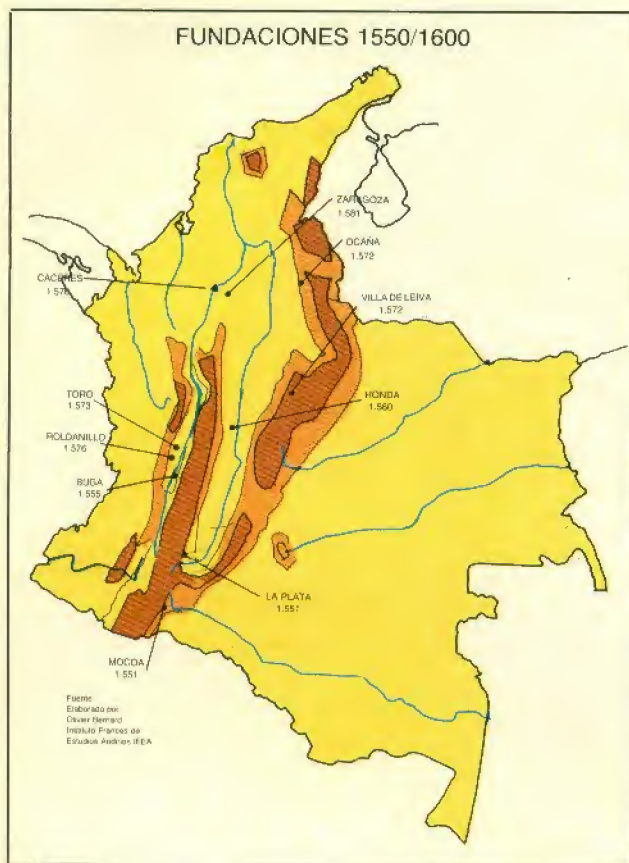 FUNDACIONES 1550/1600
ZARAGOZA
1.581
OCAÑA
1.572
CACERES
1.576
VILLA DE LEIVA
1.572
TORO
1.573
HONDA
1.560
ROLDANILLO
1.576
BUGA
1.555
LA PLATA
1.551
MOCOA
1.551
Fuente
Elaborado por
Olivier Bernard
Instituto Frances de
Estudios Andinos IFEA